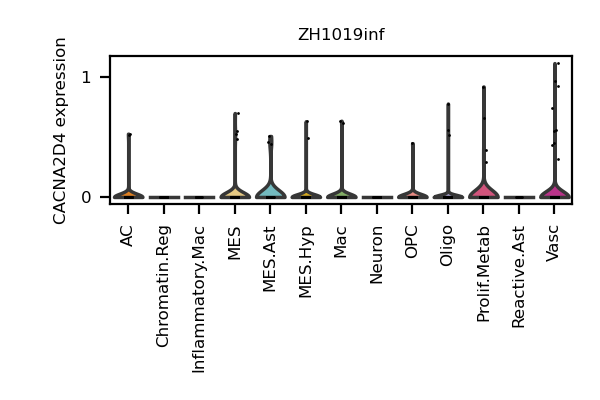 ZH1019inf
CACNA2D4 expression
1
0
AC
Chromatin.Reg
Inflammatory.Mac
MES
MES.Ast
MES.Hyp
Mac
Neuron
OPC
Oligo
Prolif.Metab
Reactive.Ast
Vasc